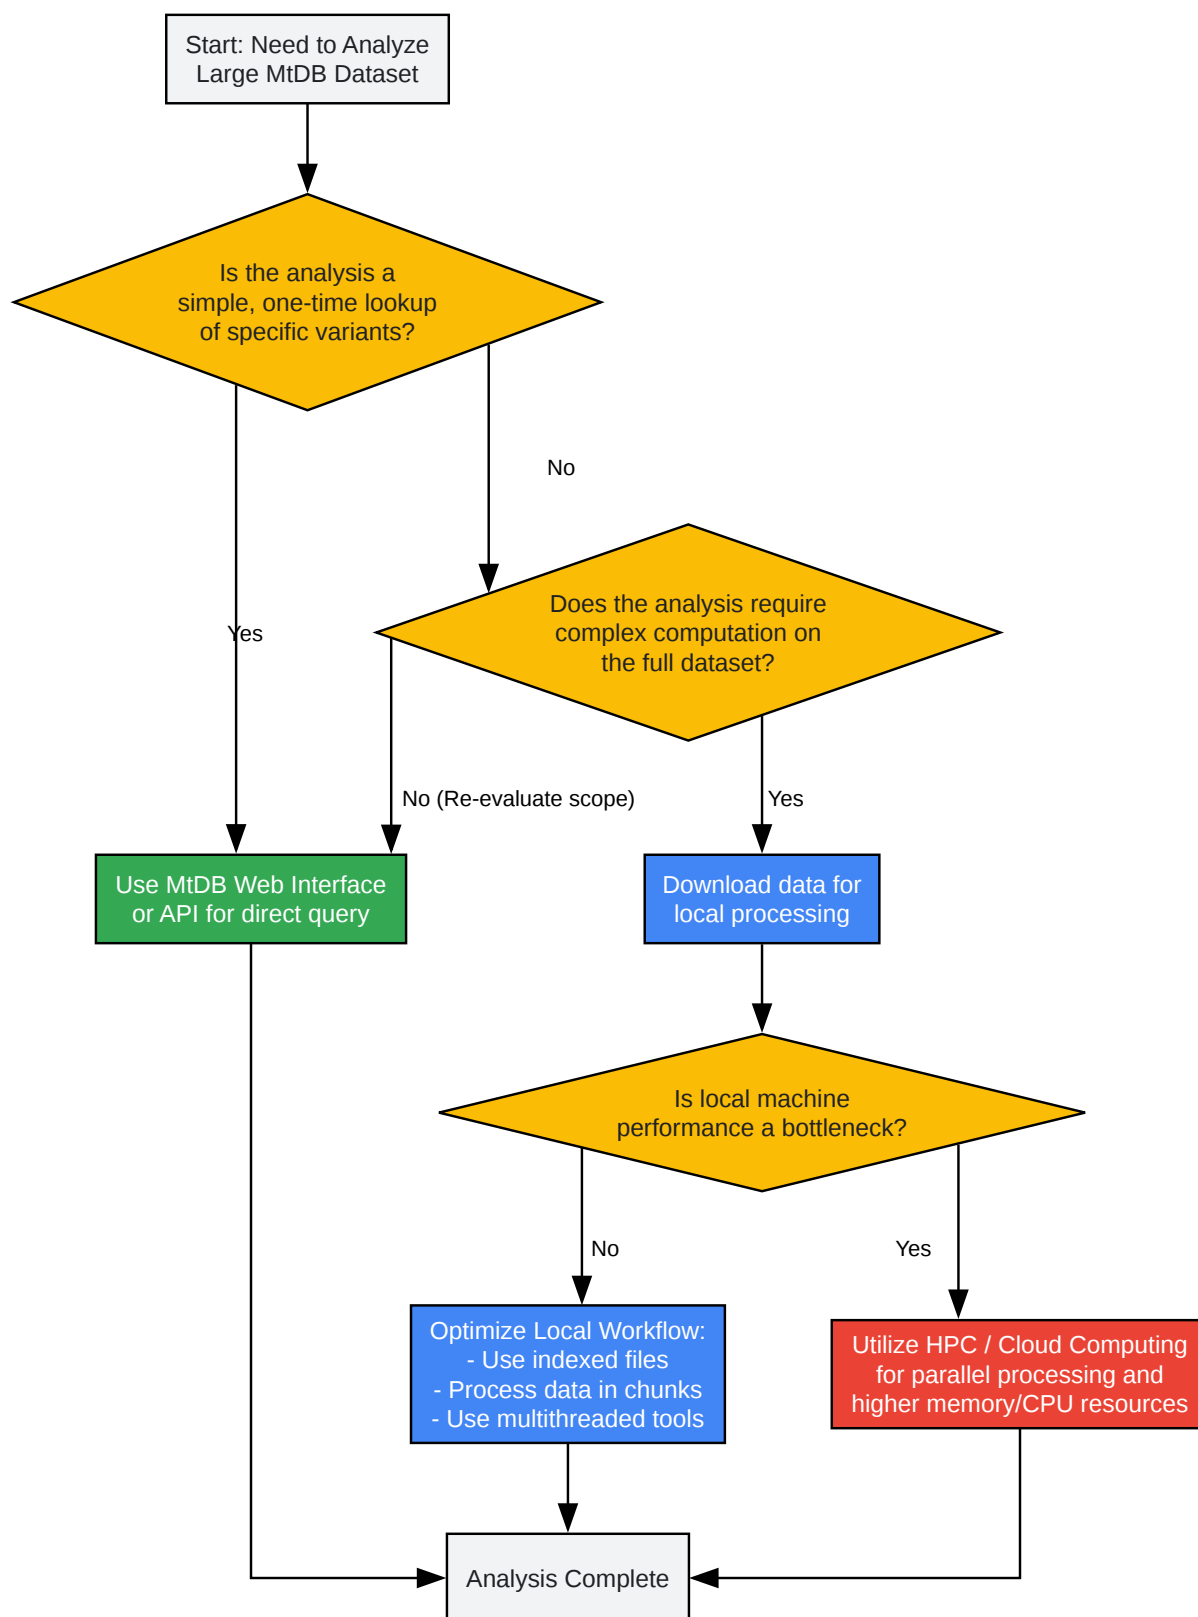 Start: Need to Analyze
Large MtDB Dataset
Is the analysis a
simple, one-time lookup
of specific variants?
No
Does the analysis require
complex computation on
the full dataset?
Yes
No (Re-evaluate scope)
Yes
Use MtDB Web Interface
or API for direct query
Download data for
local processing
Is local machine
performance a bottleneck?
No
Yes
Optimize Local Workflow:
- Use indexed files
- Process data in chunks
- Use multithreaded tools
Utilize HPC / Cloud Computing
for parallel processing and
higher memory/CPU resources
Analysis Complete